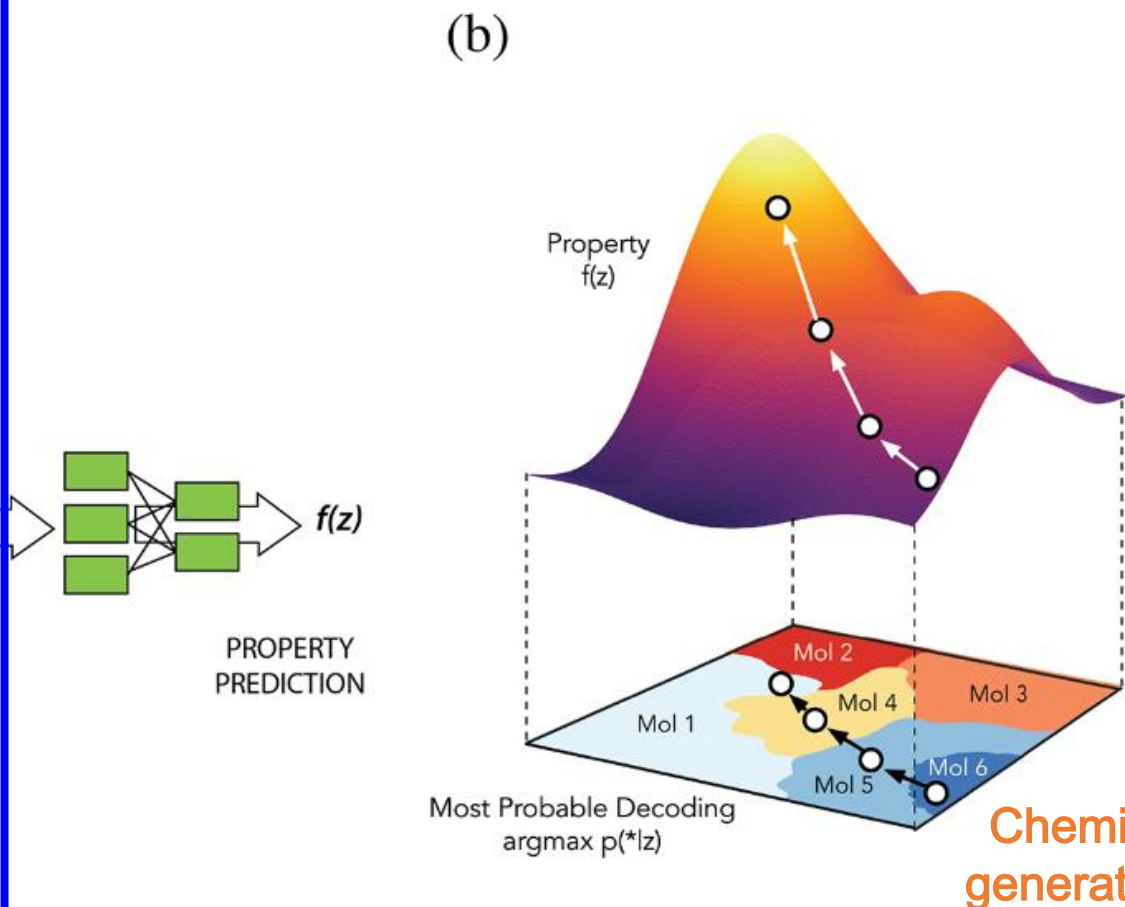 (b)
Property
f(z)
f(z)
PROPERTY
PREDICTION
Mol 2
Mol 3
Mol 4
Mol 1
Mol 6
Mol 5
Most Probable Decoding
argmax p(*|z)
Chemi
generat